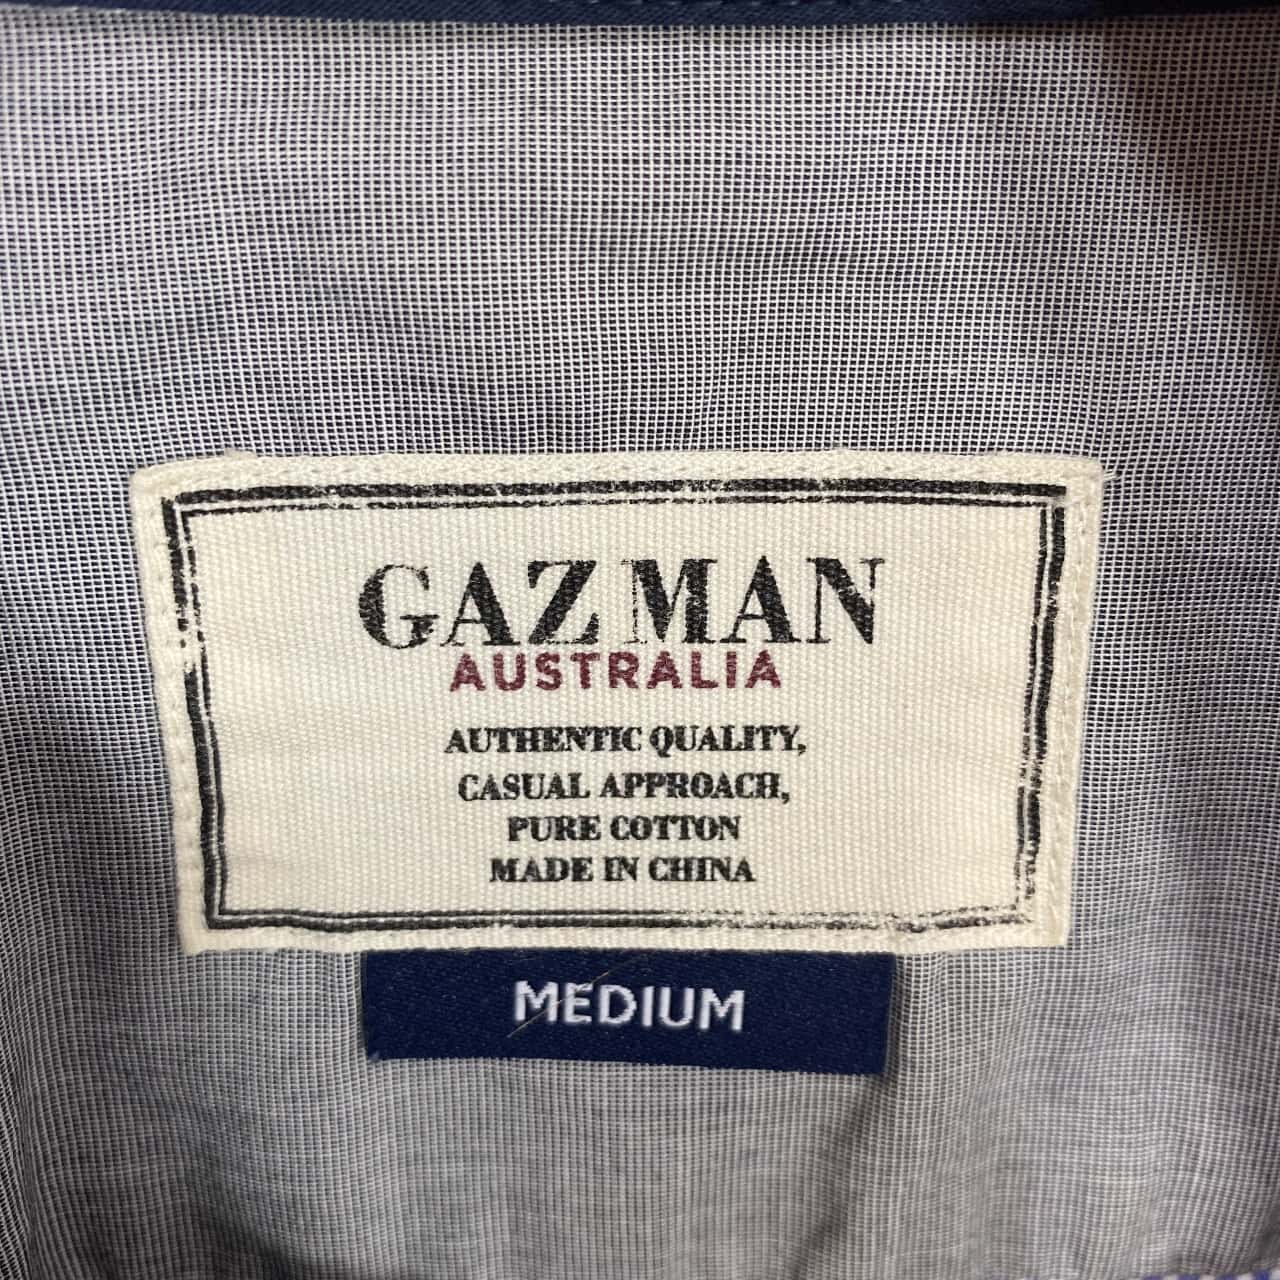 GAZMAN
AUSTRALIA
AUTHENTIC QUALITY,
CASUAL APPROACH,
PURE COTTON
MADE IN CHINA
MEDIUM